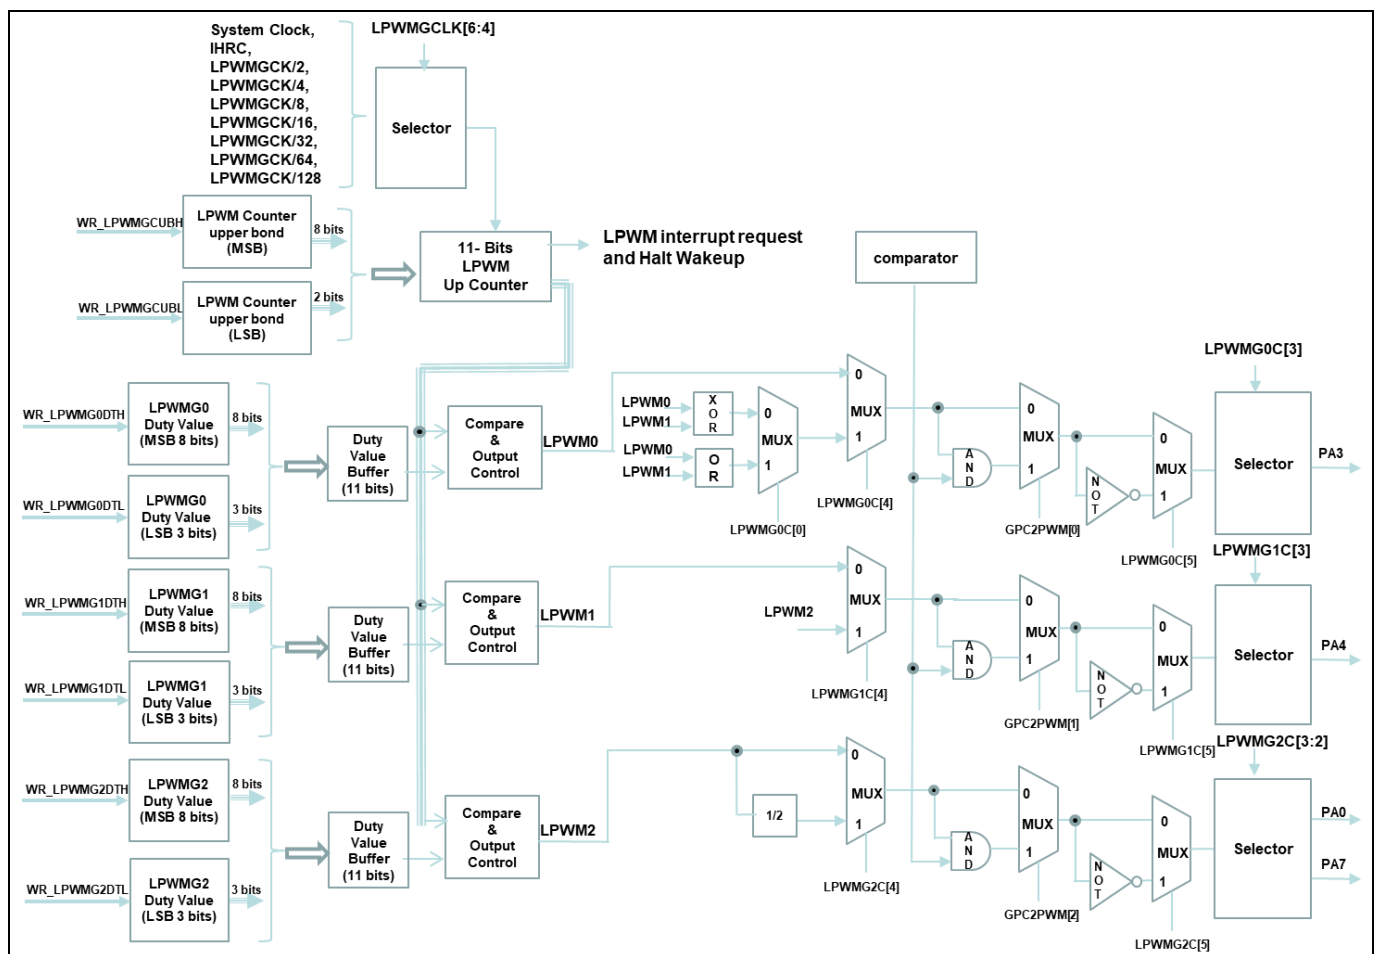 System Clock,
IHRC,
LPWMGCK/2,
LPWMGCK/4,
LPWMGCK/8,
LPWMGCK/16,
LPWMGCK/32,
LPWMGCK/64,
LPWMGCK/128
LPWMGCLK[6:4]
Selector
WR_LPWMGCUBH
LPWM Counter
upper bond
(MSB)
8 bits
WR_LPWMGCUBL
LPWM Counter
upper bond
(LSB)
2 bits
11- Bits
LPWM
Up Counter
LPWM interrupt request
and Halt Wakeup
comparator
WR_LPWMG0DTH
LPWMG0
Duty Value
(MSB 8 bits)
8 bits
WR_LPWMG0DTL
LPWMG0
Duty Value
(LSB 3 bits)
3 bits
Duty
Value
Buffer
(11 bits)
Compare
&
Output
Control
LPWM0
LPWM0
LPWM1
X
O
R
LPWM0
LPWM1
O
R
0
MUX
1
LPWMG0C[0]
0
MUX
1
LPWMG0C[4]
A
N
D
0
MUX
1
GPC2PWM[0]
N
O
T
0
MUX
1
LPWMG0C[5]
LPWMG0C[3]
Selector
PA3
WR_LPWMG1DTH
LPWMG1
Duty Value
(MSB 8 bits)
8 bits
WR_LPWMG1DTL
LPWMG1
Duty Value
(LSB 3 bits)
3 bits
Duty
Value
Buffer
(11 bits)
Compare
&
Output
Control
LPWM1
LPWM2
0
MUX
1
LPWMG1C[4]
A
N
D
0
MUX
1
GPC2PWM[1]
N
O
T
0
MUX
1
LPWMG1C[5]
LPWMG1C[3]
Selector
PA4
WR_LPWMG2DTH
LPWMG2
Duty Value
(MSB 8 bits)
8 bits
WR_LPWMG2DTL
LPWMG2
Duty Value
(LSB 3 bits)
3 bits
Duty
Value
Buffer
(11 bits)
Compare
&
Output
Control
LPWM2
1/2
0
MUX
1
LPWMG2C[4]
A
N
D
0
MUX
1
GPC2PWM[2]
N
O
T
0
MUX
1
LPWMG2C[5]
LPWMG2C[3:2]
Selector
PA0
PA7